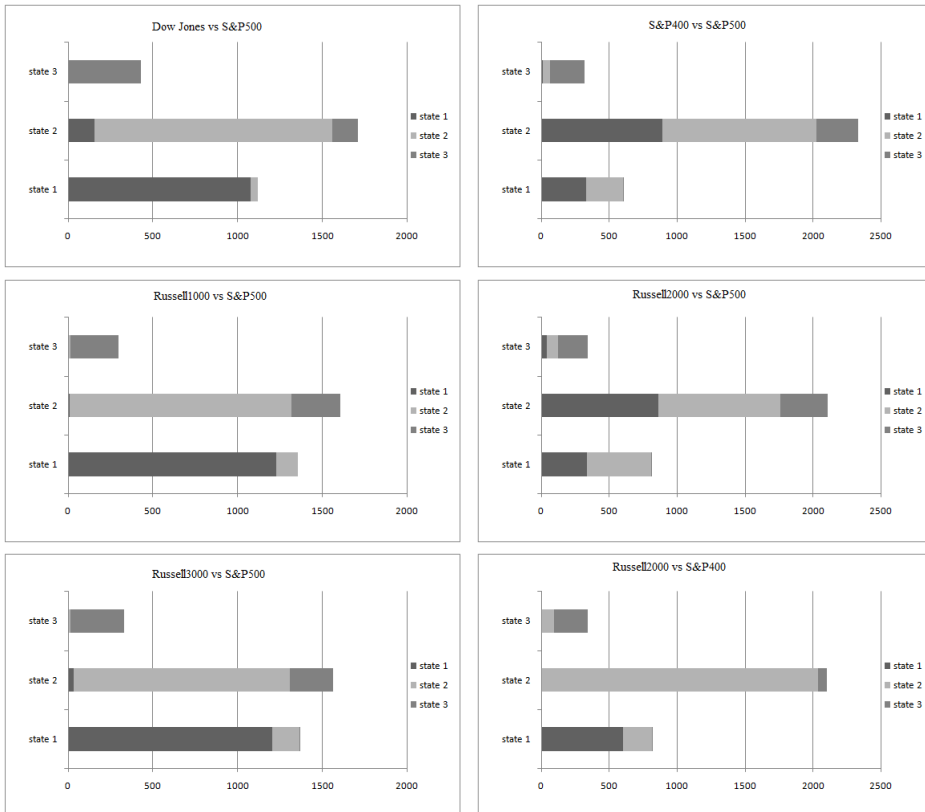 Dow Jones vs S&P500
state 3
state 2
state 1
0 500 1000 1500 2000
state 1
state 2
state 3
S&P400 vs S&P500
state 3
state 2
state 1
0 500 1000 1500 2000 2500
state 1
state 2
state 3
Russell1000 vs S&P500
state 3
state 2
state 1
0 500 1000 1500 2000
state 1
state 2
state 3
Russell2000 vs S&P500
state 3
state 2
state 1
0 500 1000 1500 2000 2500
state 1
state 2
state 3
Russell3000 vs S&P500
state 3
state 2
state 1
0 500 1000 1500 2000
state 1
state 2
state 3
Russell2000 vs S&P400
state 3
state 2
state 1
0 500 1000 1500 2000 2500
state 1
state 2
state 3